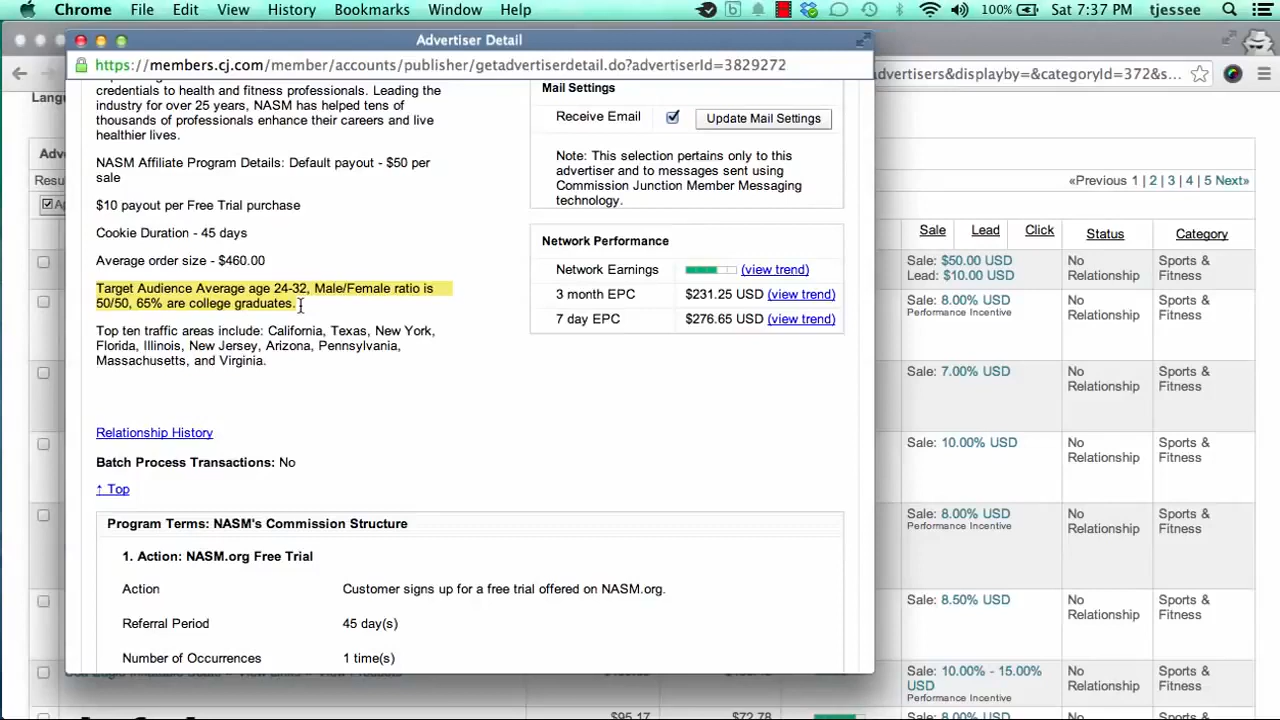 Chrome File Edit View History Bookmarks Window Help 100% Sat 7:37 PM tjessee
Advertiser Detail
https://members.cj.com/member/accounts/publisher/getadvertiserdetail.do?advertiserId=3829272
advertisers&displayby=&categoryId=372&s...
credentials to health and fitness professionals. Leading the
industry for over 25 years, NASM has helped tens of
thousands of professionals enhance their careers and live
healthier lives.
NASM Affiliate Program Details: Default payout - $50 per
sale
$10 payout per Free Trial purchase
Cookie Duration - 45 days
Average order size - $460.00
Target Audience Average age 24-32, Male/Female ratio is
50/50, 65% are college graduates.
Top ten traffic areas include: California, Texas, New York,
Florida, Illinois, New Jersey, Arizona, Pennsylvania,
Massachusetts, and Virginia.
Relationship History
Batch Process Transactions: No
↑ Top
Program Terms: NASM's Commission Structure
1. Action: NASM.org Free Trial
Action Customer signs up for a free trial offered on NASM.org.
Referral Period 45 day(s)
Number of Occurrences 1 time(s)
Mail Settings
Receive Email Update Mail Settings
Note: This selection pertains only to this
advertiser and to messages sent using
Commission Junction Member Messaging
technology.
Network Performance
Network Earnings (view trend)
3 month EPC $231.25 USD (view trend)
7 day EPC $276.65 USD (view trend)
Langu
Adv
Resu
«Previous 1 | 2 | 3 | 4 | 5 Next»
Sale Lead Click Status Category
Sale: $50.00 USD No Sports &
Lead: $10.00 USD Relationship Fitness
Sale: 8.00% USD No Sports &
Performance Incentive Relationship Fitness
Sale: 7.00% USD No Sports &
Relationship Fitness
Sale: 10.00% USD No Sports &
Relationship Fitness
Sale: 8.00% USD No Sports &
Performance Incentive Relationship Fitness
Sale: 8.50% USD No Sports &
Relationship Fitness
Sale: 10.00% - 15.00% No Sports &
USD Relationship Fitness
Performance Incentive
$95.17 $72.78 Sale: 8.00% USD No Sports &